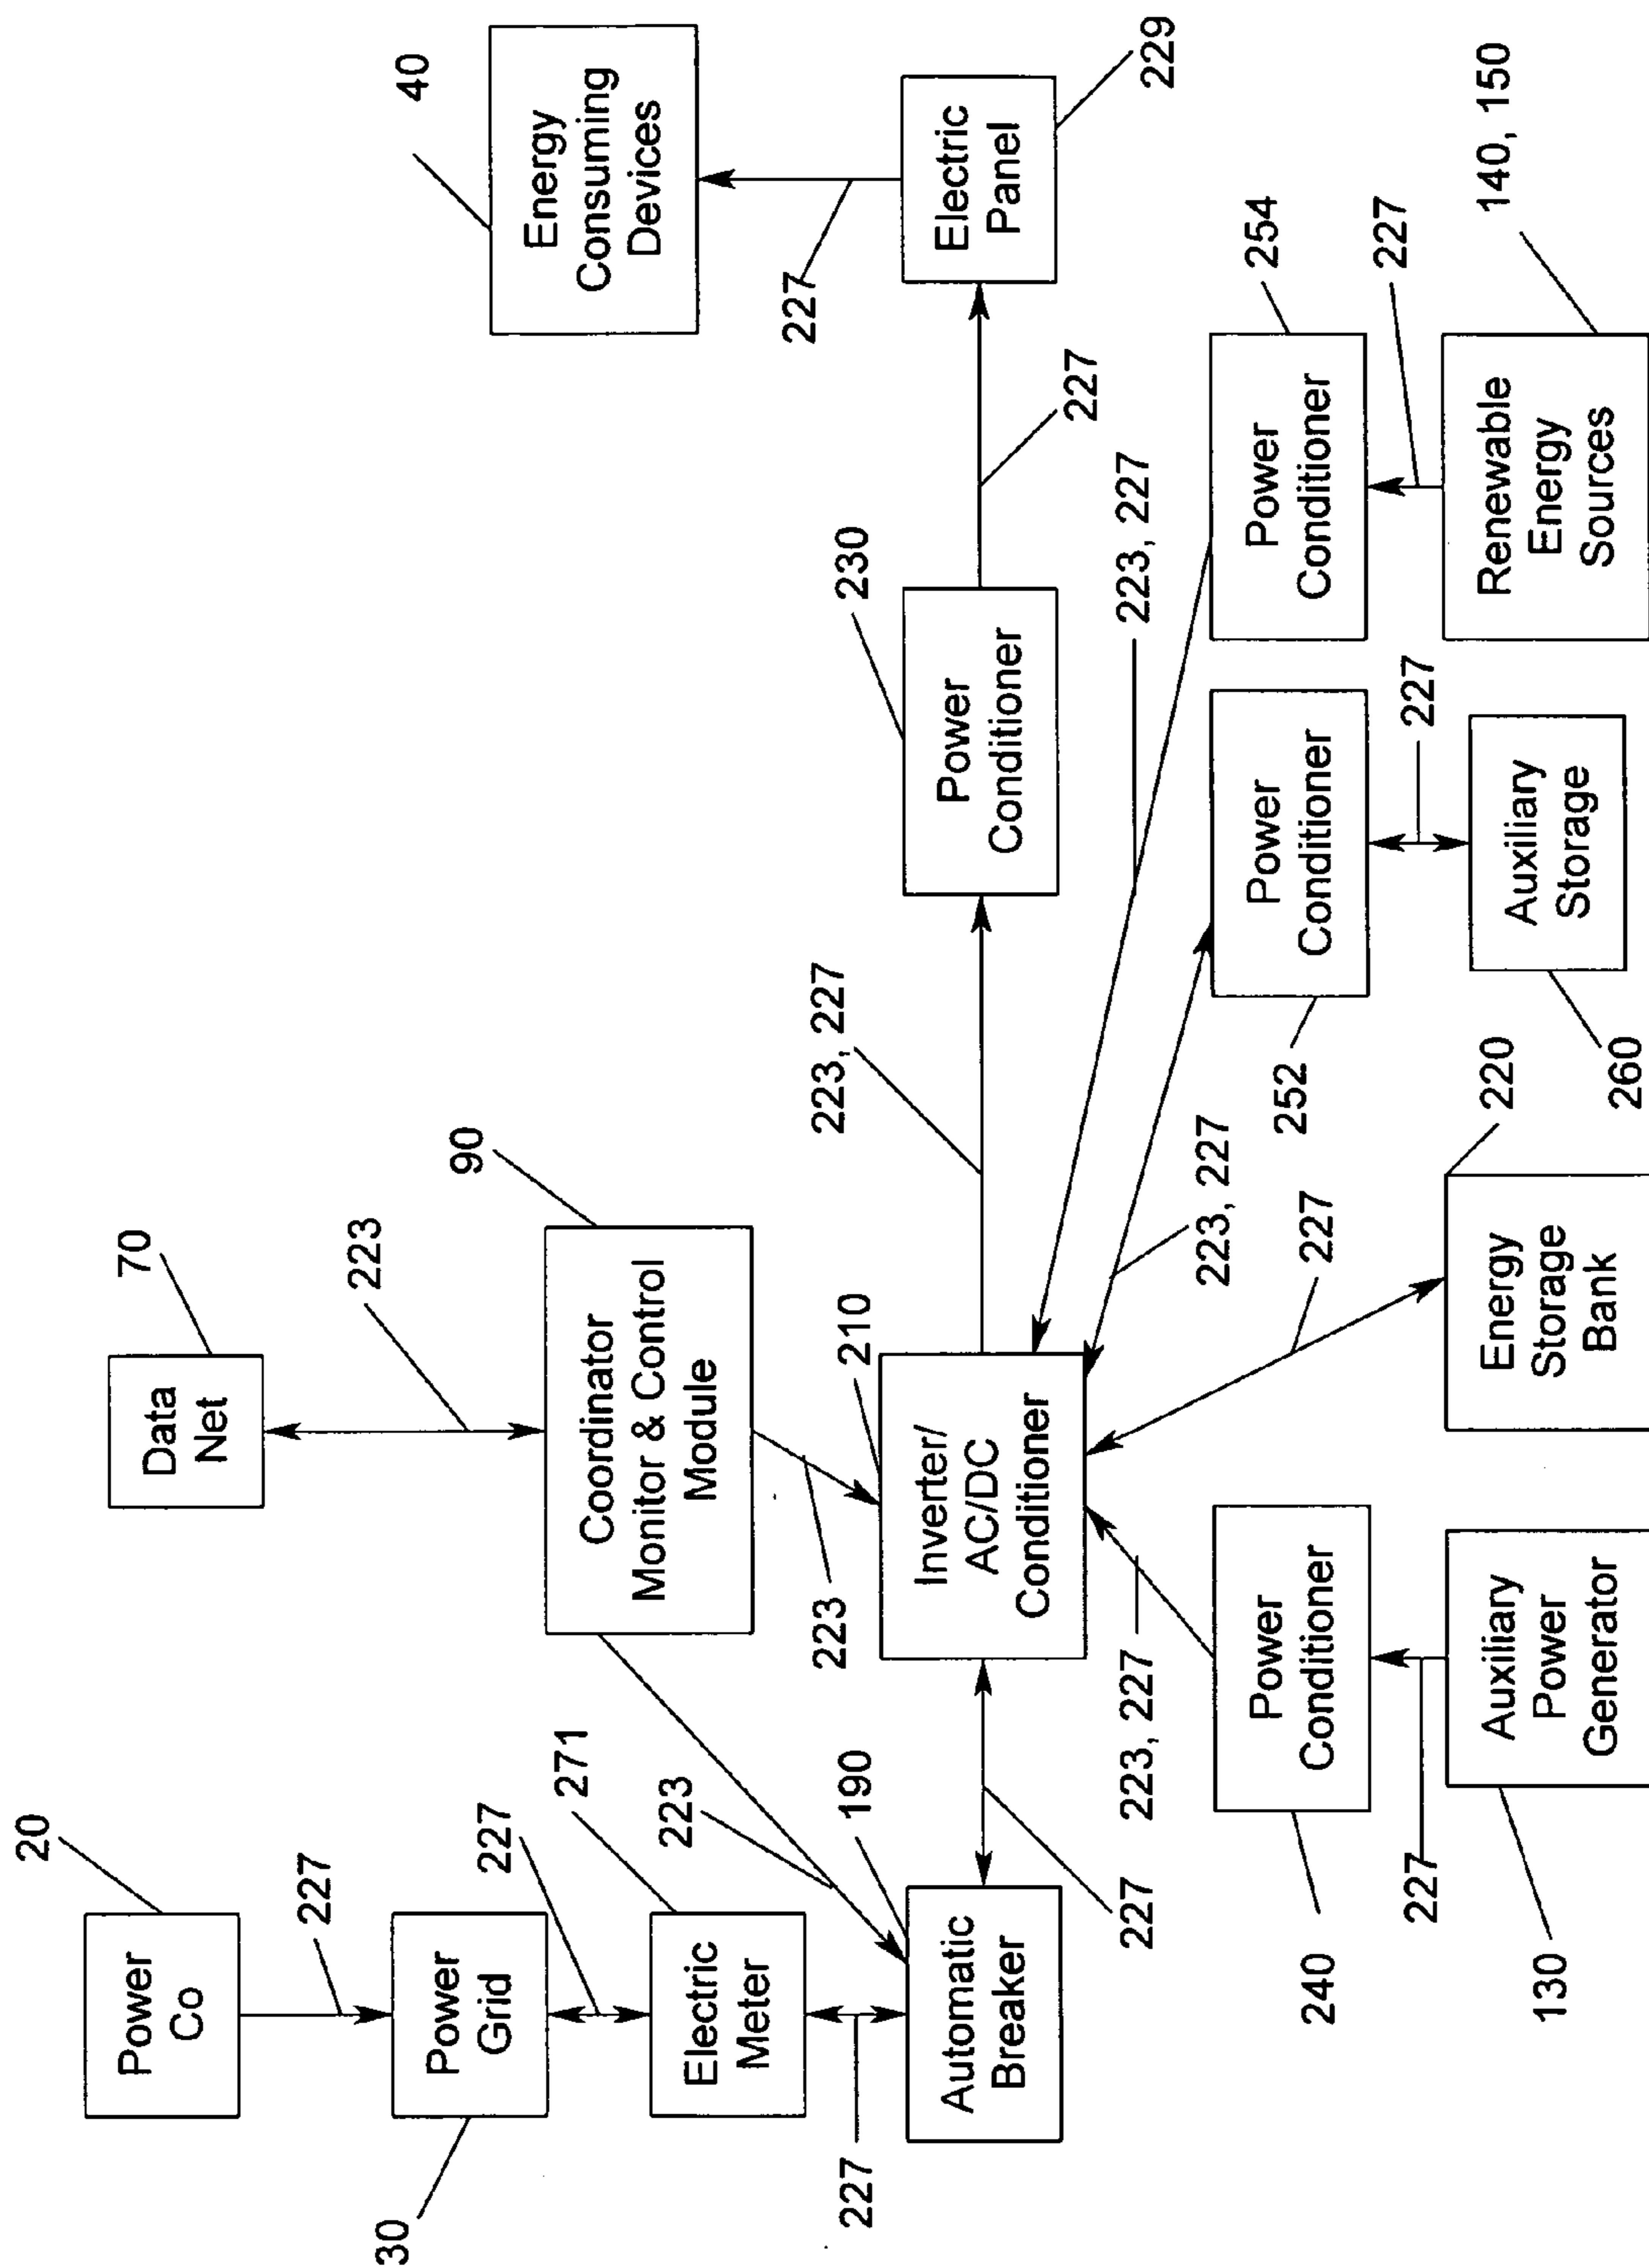 20
Power
Co
227
Power
Grid
30
227
Electric
Meter
271
227
Automatic
Breaker
190
223
227
70
Data
Net
223
90
Coordinator
Monitor & Control
Module
223
210
Inverter/
AC/DC
Conditioner
223, 227
230
Power
Conditioner
227
Electric
Panel
229
227
40
Energy
Consuming
Devices
223, 227
Power
Conditioner
240
227
Auxiliary
Power
Generator
130
227
Energy
Storage
Bank
220
223, 227
Power
Conditioner
252
227
Auxiliary
Storage
260
223, 227
Power
Conditioner
254
227
Renewable
Energy
Sources
140, 150